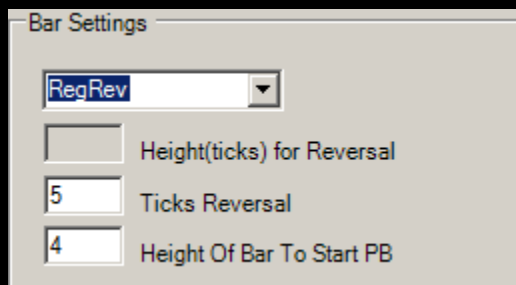 Bar Settings
RegRev
Height(ticks) for Reversal
5 Ticks Reversal
4 Height Of Bar To Start PB